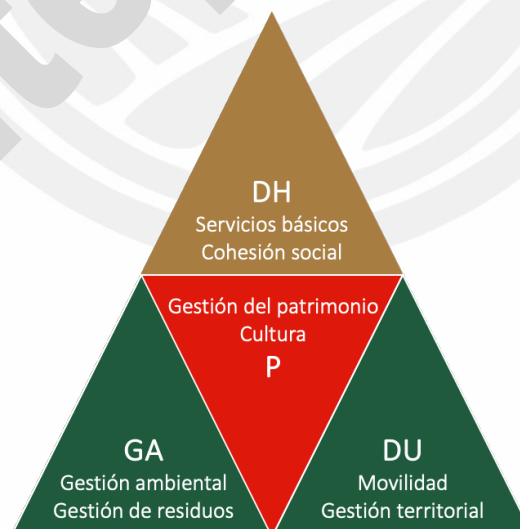 DH
Servicios básicos
Cohesión social
Gestión del patrimonio
Cultura
P
GA
Gestión ambiental
Gestión de residuos
DU
Movilidad
Gestión territorial